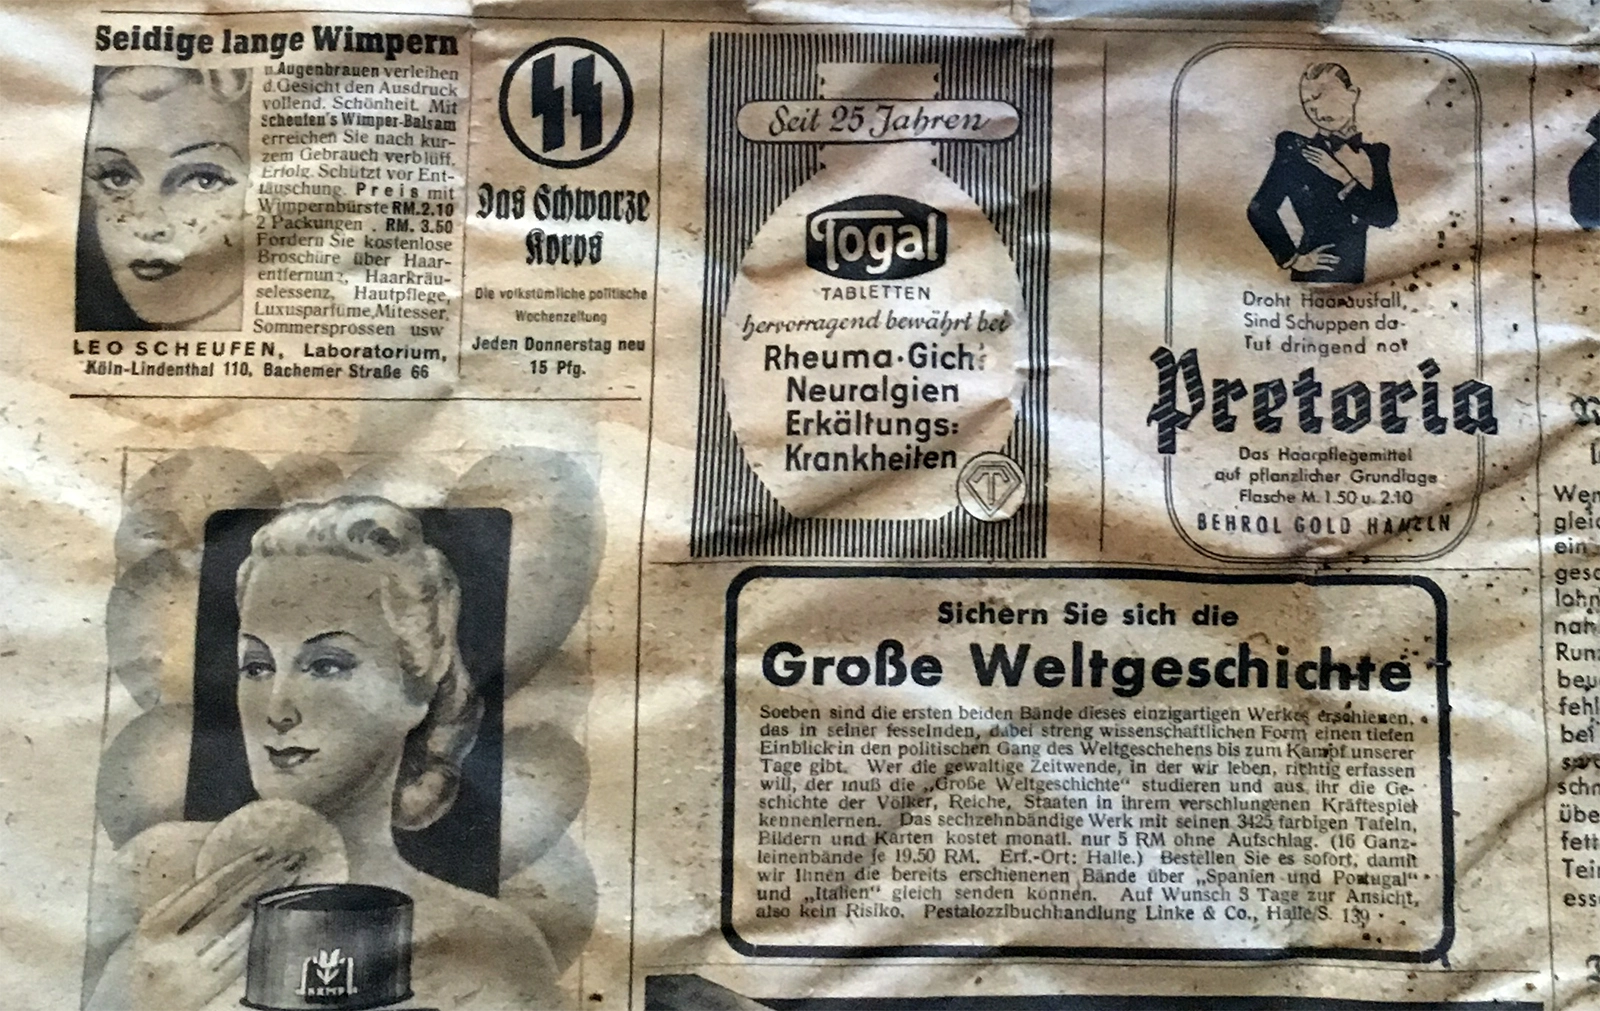 Seidige lange Wimpern
u. Augenbrauen verleihen
d. Gesicht den Ausdruck
vollend. Schönheit. Mit
Scheufen's Wimper-Balsam
erreichen Sie nach kur-
zem Gebrauch verblüff.
Erfolg. Schützt vor Ent-
täuschung. Preis mit
Wimpernbürste RM. 2.10
2 Packungen . RM. 3.50
Fordern Sie kostenlose
Broschüre über Haar-
entfernung, Haarkräu-
selessenz, Hautpflege,
Luxusparfüme, Mitesser,
Sommersprossen usw
LEO SCHEUFEN, Laboratorium,
Köln-Lindenthal 110, Bachemer Straße 66
Das Schwarze
Korps
Die volkstümliche politische
Wochenzeitung
Jeden Donnerstag neu
15 Pfg.
Seit 25 Jahren
Togal
TABLETTEN
hervorragend bewährt bei
Rheuma·Gicht
Neuralgien
Erkältungs-
Krankheiten
T
Droht Haarausfall,
Sind Schuppen da-
Tut dringend not
Pretoria
Das Haarpflegemittel
auf pflanzlicher Grundlage
Flasche M. 1.50 u. 2.10
BEHROL GOLD HAMELN
Sichern Sie sich die
Große Weltgeschichte
Soeben sind die ersten beiden Bände dieses einzigartigen Werkes erschienen,
das in seiner fesselnden, dabei streng wissenschaftlichen Form einen tiefen
Einblick in den politischen Gang des Weltgeschehens bis zum Kampf unserer
Tage gibt. Wer die gewaltige Zeitwende, in der wir leben, richtig erfassen
will, der muß die „Große Weltgeschichte“ studieren und aus ihr die Ge-
schichte der Völker, Reiche, Staaten in ihrem verschlungenen Kräftespiel
kennenlernen. Das sechzehnbändige Werk mit seinen 3425 farbigen Tafeln,
Bildern und Karten kostet monatl. nur 5 RM ohne Aufschlag. (16 Ganz-
leinenbände je 19.50 RM. Erf.-Ort: Halle.) Bestellen Sie es sofort, damit
wir Ihnen die bereits erschienenen Bände über „Spanien und Portugal“
und „Italien“ gleich senden können. Auf Wunsch 3 Tage zur Ansicht,
also kein Risiko. Pestalozzibuchhandlung Linke & Co., Halle/S. 139
KEMP
Wen
gleic
ein
gesc
lohn
nah
Runz
beu
fehl
bei
schn
übe
fett
Tein
ess